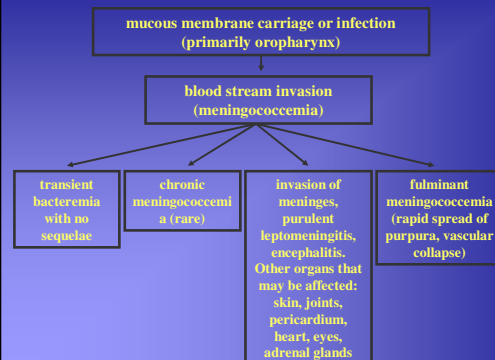 mucous membrane carriage or infection
(primarily oropharynx)
blood stream invasion
(meningococcemia)
transient
bacteremia
with no
sequelae
chronic
meningococcemi
a (rare)
invasion of
meninges,
purulent
leptomeningitis,
encephalitis.
Other organs that
may be affected:
skin, joints,
pericardium,
heart, eyes,
adrenal glands
fulminant
meningococcemia
(rapid spread of
purpura, vascular
collapse)